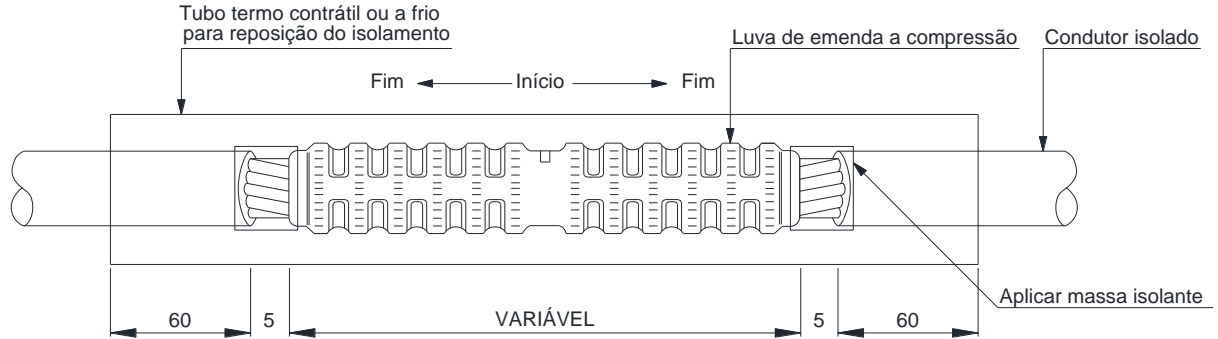 Tubo termo contrátil ou a frio
para reposição do isolamento
Luva de emenda a compressão
Condutor isolado
Fim
Início
Fim
Aplicar massa isolante
60
5
VARIÁVEL
5
60